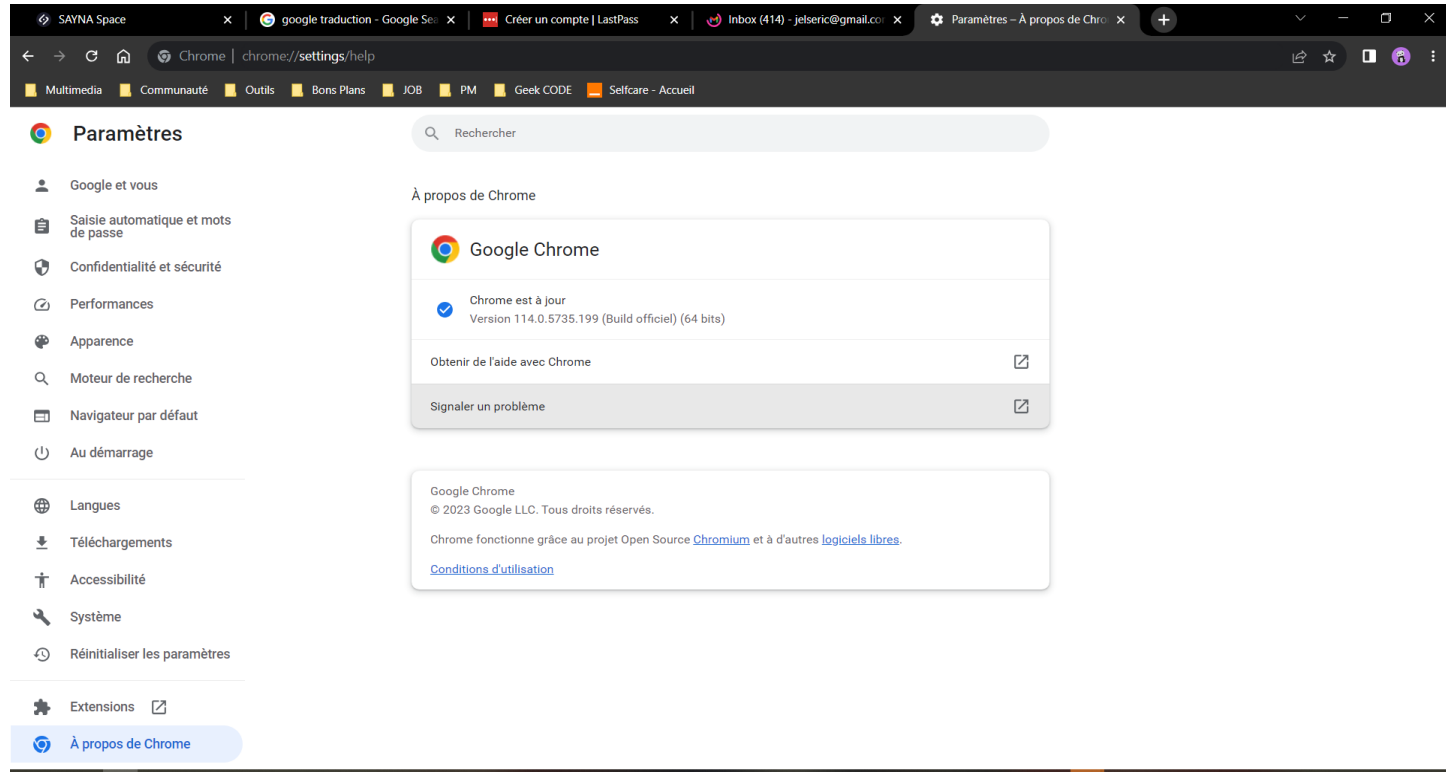 SAYNA Space
google traduction - Google Sea
Créer un compte | LastPass
Inbox (414) - jelseric@gmail.co
Paramètres – À propos de Chro
Chrome | chrome://settings/help
Multimedia
Communauté
Outils
Bons Plans
JOB
PM
Geek CODE
Selfcare - Accueil
Paramètres
Rechercher
Google et vous
Saisie automatique et mots
de passe
Confidentialité et sécurité
Performances
Apparence
Moteur de recherche
Navigateur par défaut
Au démarrage
Langues
Téléchargements
Accessibilité
Système
Réinitialiser les paramètres
Extensions
À propos de Chrome
À propos de Chrome
Google Chrome
Chrome est à jour
Version 114.0.5735.199 (Build officiel) (64 bits)
Obtenir de l'aide avec Chrome
Signaler un problème
Google Chrome
© 2023 Google LLC. Tous droits réservés.
Chrome fonctionne grâce au projet Open Source Chromium et à d'autres logiciels libres.
Conditions d'utilisation